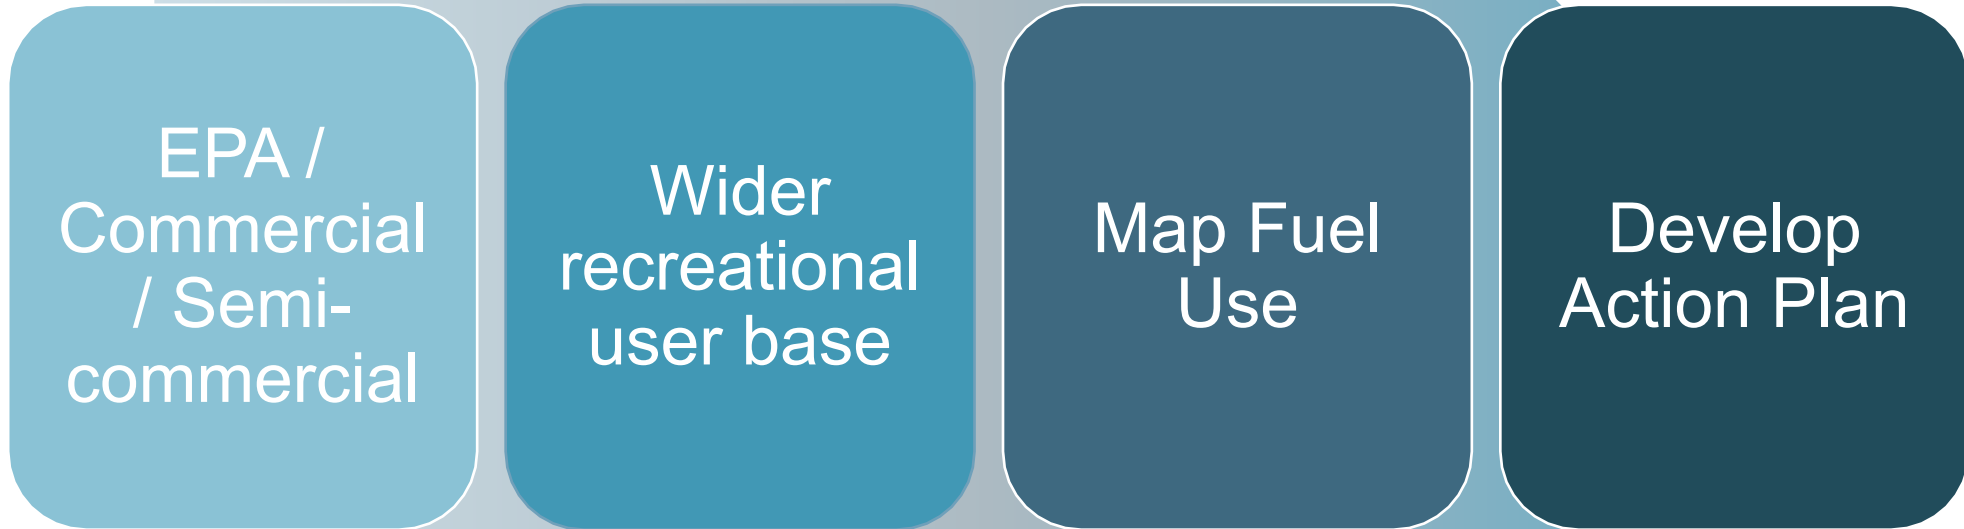 EPA /
Commercial
/ Semi-
commercial
Wider
recreational
user base
Map Fuel
Use
Develop
Action Plan